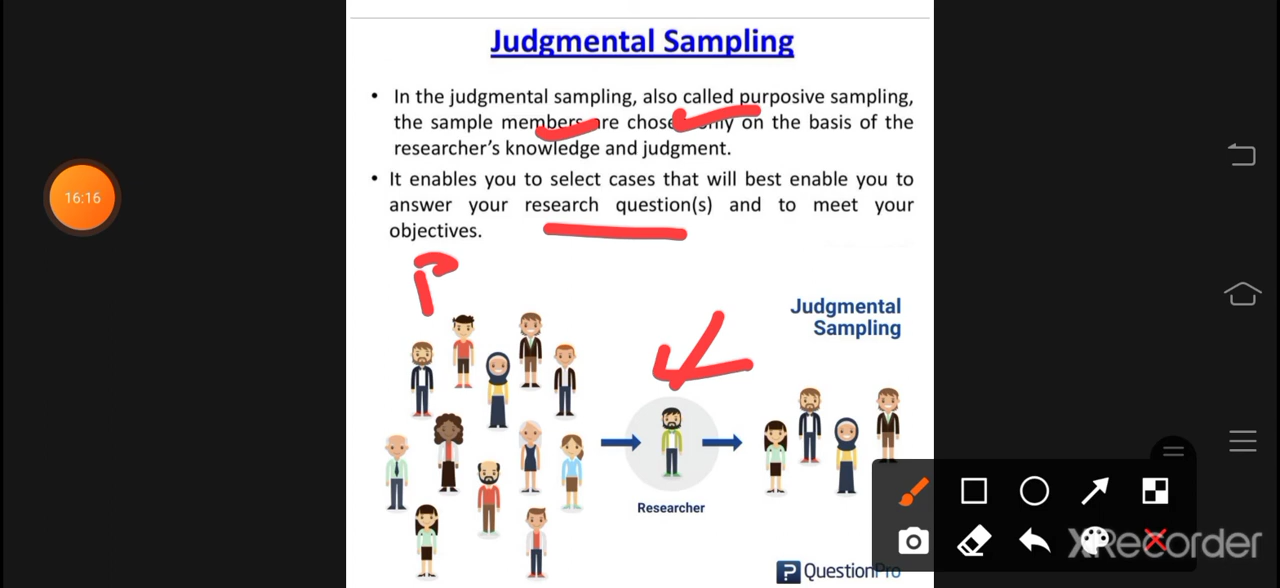 Judgmental Sampling
• In the judgmental sampling, also called purposive sampling,
the sample members are chosen only on the basis of the
researcher's knowledge and judgment.
• It enables you to select cases that will best enable you to
answer your research question(s) and to meet your
objectives.
16:16
Judgmental
Sampling
Researcher
QuestionPro
XRecorder